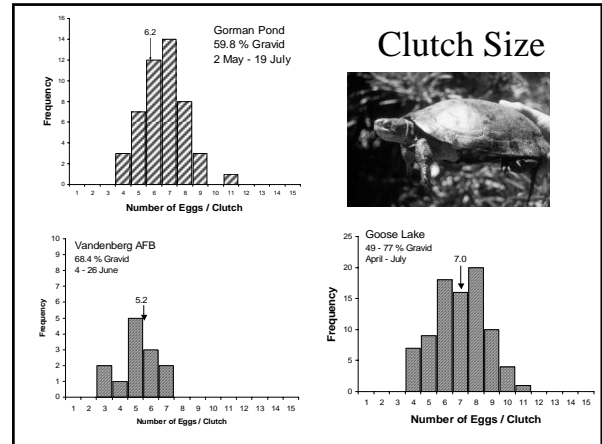 Clutch Size
Gorman Pond
59.8 % Gravid
2 May - 19 July
6.2
Frequency
16
14
12
10
8
6
4
2
0
1 2 3 4 5 6 7 8 9 10 11 12 13 14 15
Number of Eggs / Clutch
Vandenberg AFB
68.4 % Gravid
4 - 26 June
5.2
Frequency
10
9
8
7
6
5
4
3
2
1
0
1 2 3 4 5 6 7 8 9 10 11 12 13 14 15
Number of Eggs / Clutch
Goose Lake
49 - 77 % Gravid
April - July
7.0
Frequency
25
20
15
10
5
0
1 2 3 4 5 6 7 8 9 10 11 12 13 14 15
Number of Eggs / Clutch